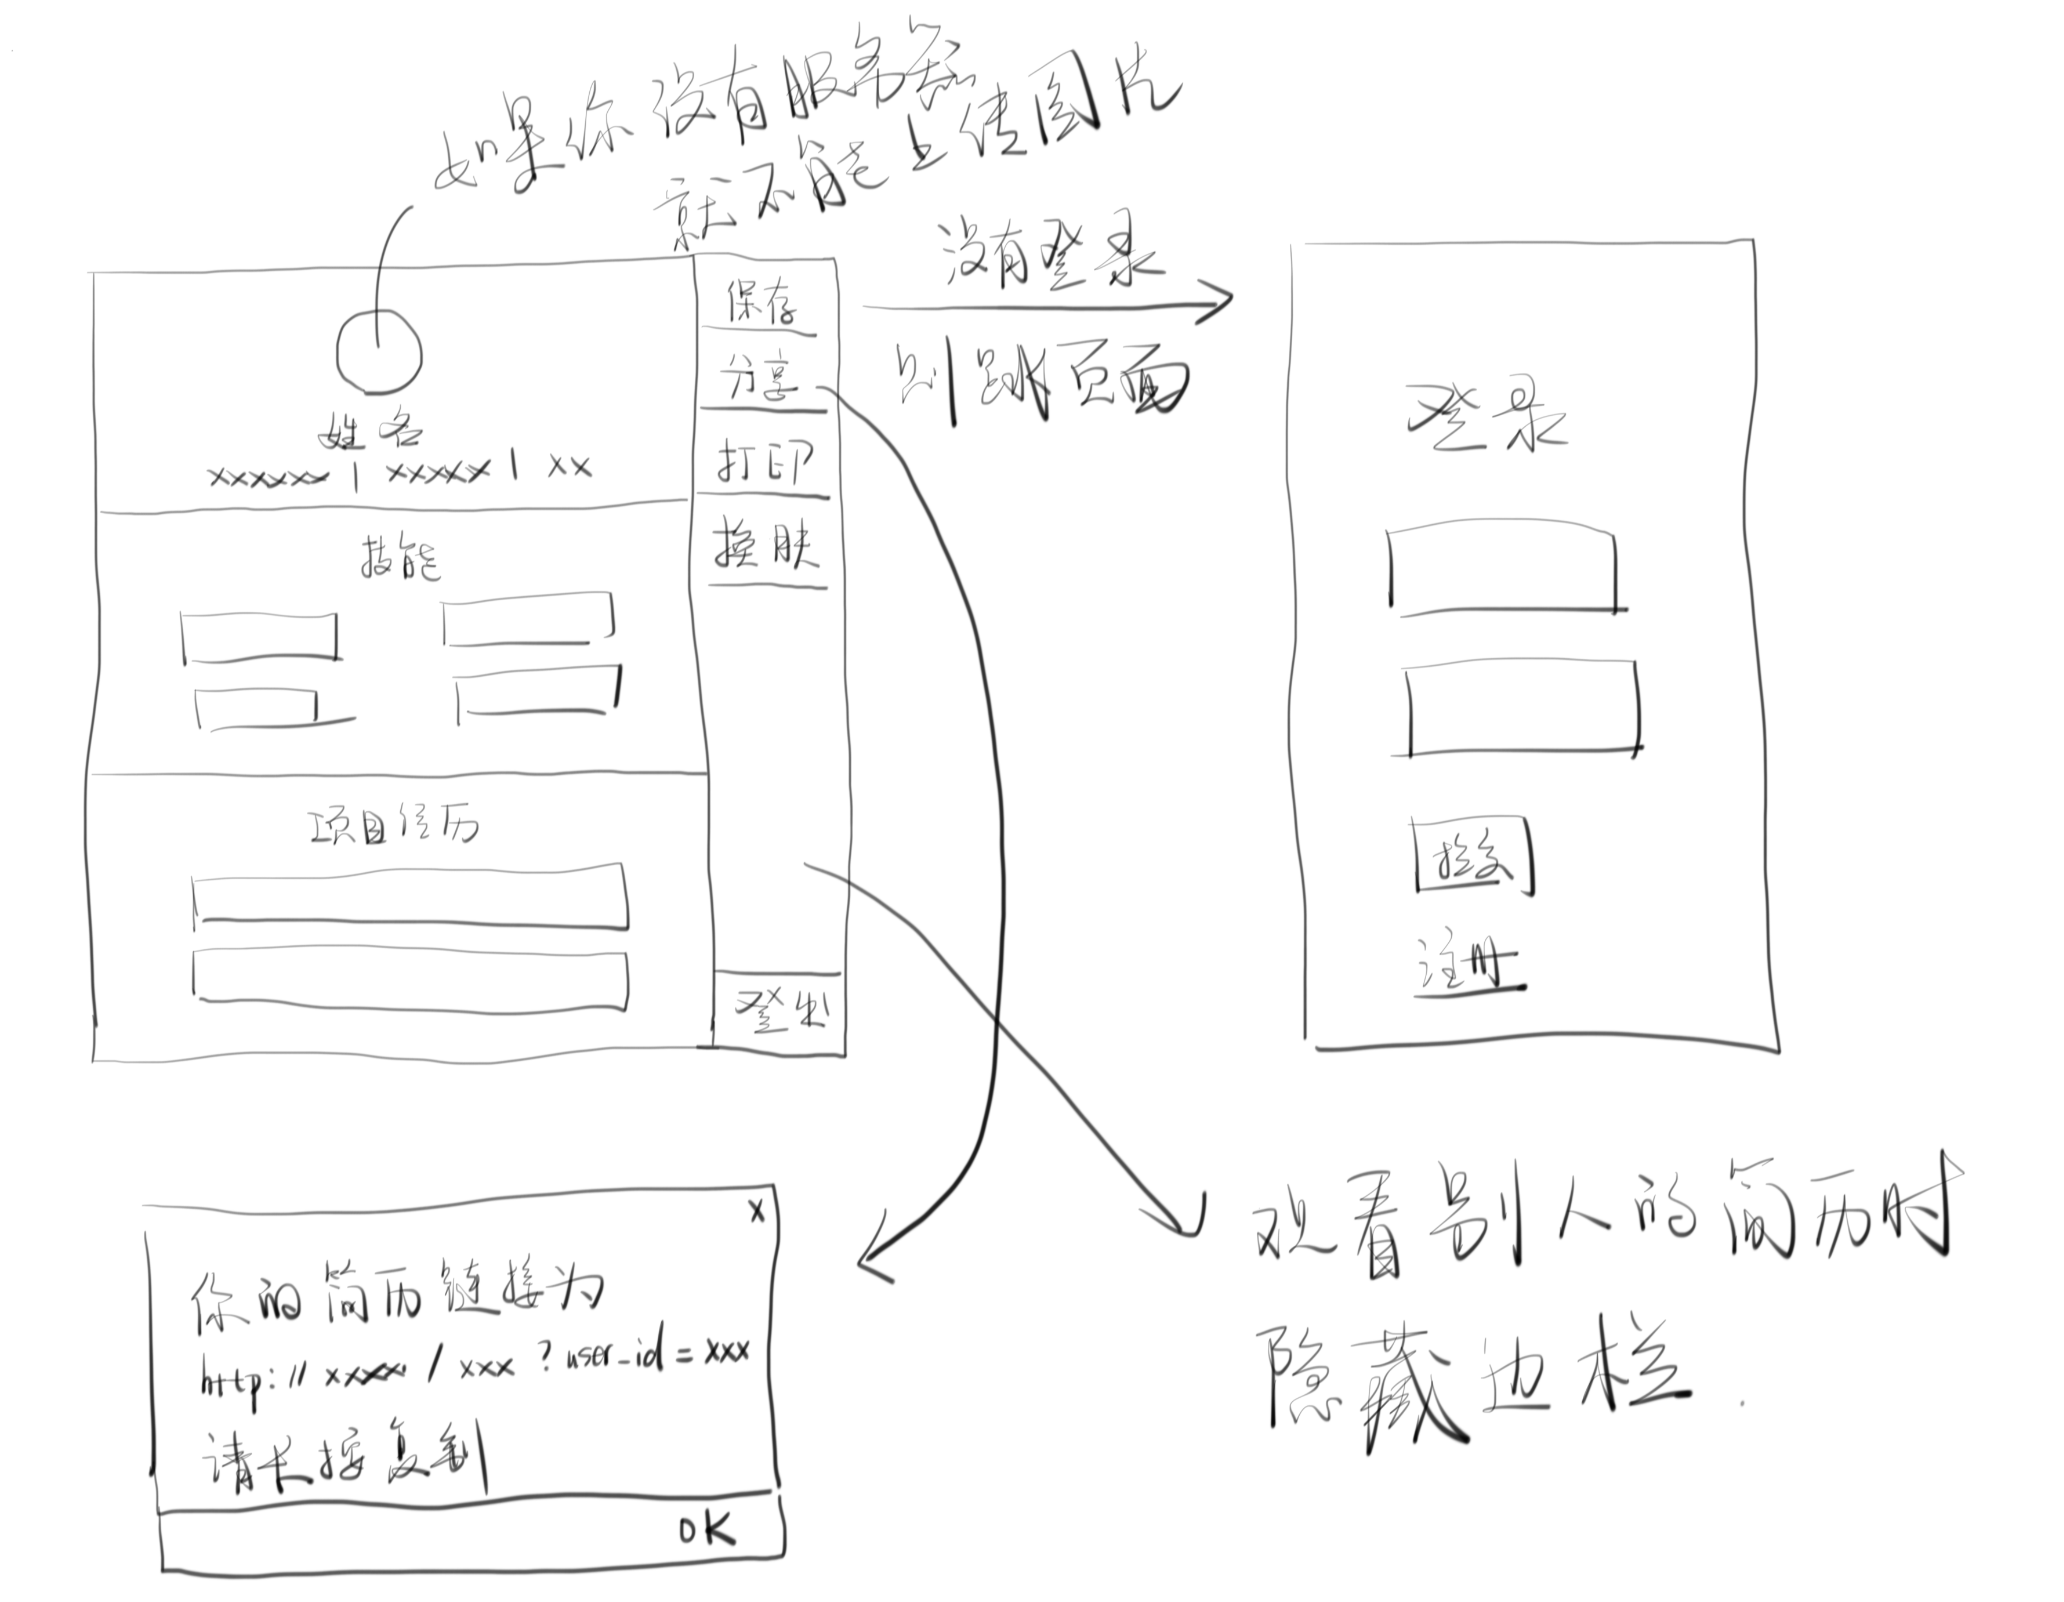 如果你没有服务器
就不能上传图片
没有登录
别跳页面
保存
分享
打印
换肤
登出
姓名
xxxxxx | xxxxx | xx
技能
项目经历
登录
提交
注册
x
你的简历链接为
http://xxxxx/xxx?user_id=xxx
请长按复制
OK
观看别人的简历时
隐藏边栏.